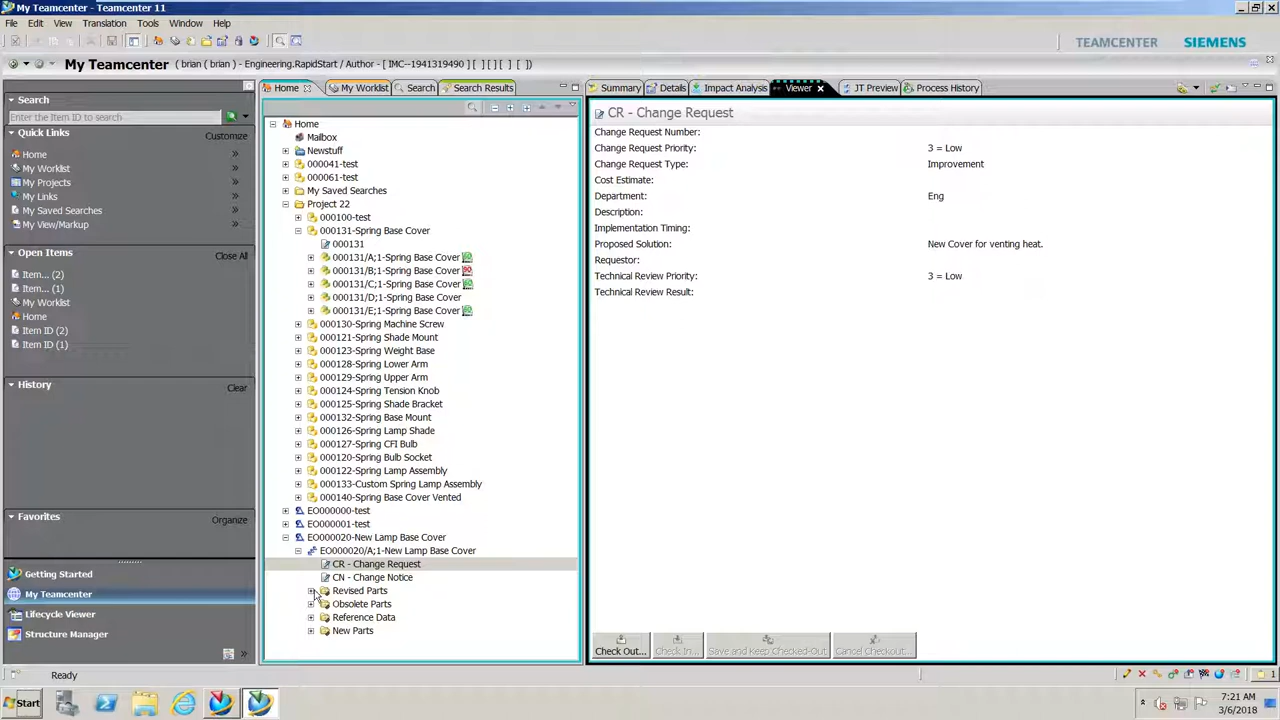 My Teamcenter - Teamcenter 11
File Edit View Translation Tools Window Help
TEAMCENTER SIEMENS
My Teamcenter ( brian ( brian ) - Engineering.RapidStart / Author - [ IMC--1941319490 ] [ ] [ ] [ ] [ ] )
Search
Enter the Item ID to search
Quick Links Customize
Home
My Worklist
My Projects
My Links
My Saved Searches
My View/Markup
Open Items Close All
Item... (2)
Item... (1)
My Worklist
Home
Item ID (2)
Item ID (1)
History Clear
Favorites Organize
Getting Started
My Teamcenter
Lifecycle Viewer
Structure Manager
Home My Worklist Search Search Results
Home
Mailbox
Newstuff
000041-test
000061-test
My Saved Searches
Project 22
000100-test
000131-Spring Base Cover
000131
000131/A;1-Spring Base Cover
000131/B;1-Spring Base Cover
000131/C;1-Spring Base Cover
000131/D;1-Spring Base Cover
000131/E;1-Spring Base Cover
000130-Spring Machine Screw
000121-Spring Shade Mount
000123-Spring Weight Base
000128-Spring Lower Arm
000129-Spring Upper Arm
000124-Spring Tension Knob
000125-Spring Shade Bracket
000132-Spring Base Mount
000126-Spring Lamp Shade
000127-Spring CFI Bulb
000120-Spring Bulb Socket
000122-Spring Lamp Assembly
000133-Custom Spring Lamp Assembly
000140-Spring Base Cover Vented
EO000000-test
EO000001-test
EO000020-New Lamp Base Cover
EO000020/A;1-New Lamp Base Cover
CR - Change Request
CN - Change Notice
Revised Parts
Obsolete Parts
Reference Data
New Parts
Summary Details Impact Analysis Viewer JT Preview Process History
CR - Change Request
Change Request Number:
Change Request Priority: 3 = Low
Change Request Type: Improvement
Cost Estimate:
Department: Eng
Description:
Implementation Timing:
Proposed Solution: New Cover for venting heat.
Requestor:
Technical Review Priority: 3 = Low
Technical Review Result:
Check Out... Check In... Save and Keep Checked-Out Cancel Checkout...
Ready
1
Start
7:21 AM
3/6/2018